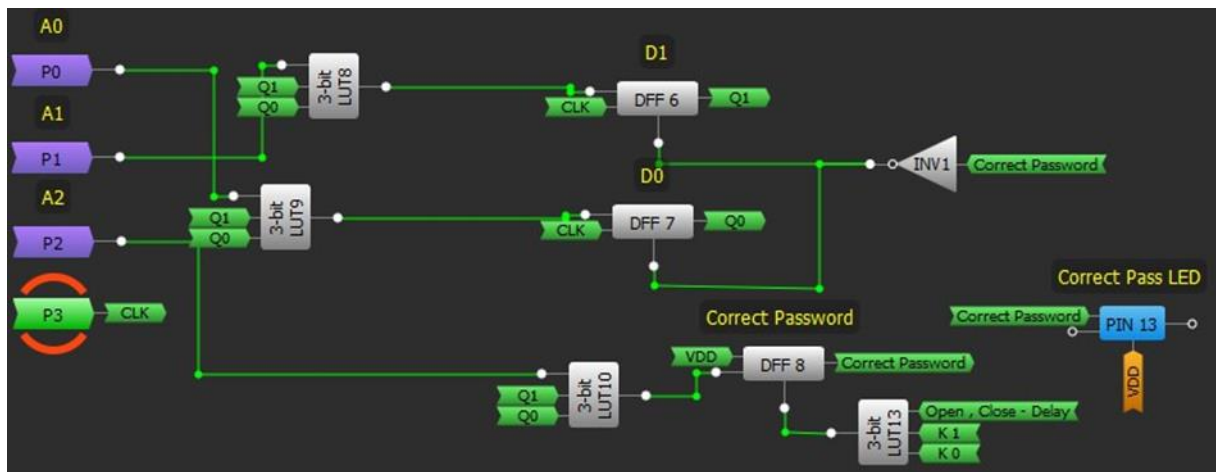 A0
P0
A1
P1
A2
P2
P3
CLK
Q1
Q0
3-bit
LUT8
Q1
Q0
3-bit
LUT9
D1
CLK
DFF 6
Q1
D0
CLK
DFF 7
Q0
INV1
Correct Password
Correct Password
VDD
DFF 8
Correct Password
Q1
Q0
3-bit
LUT10
3-bit
LUT13
Open , Close - Delay
K 1
K 0
Correct Pass LED
Correct Password
PIN 13
VDD